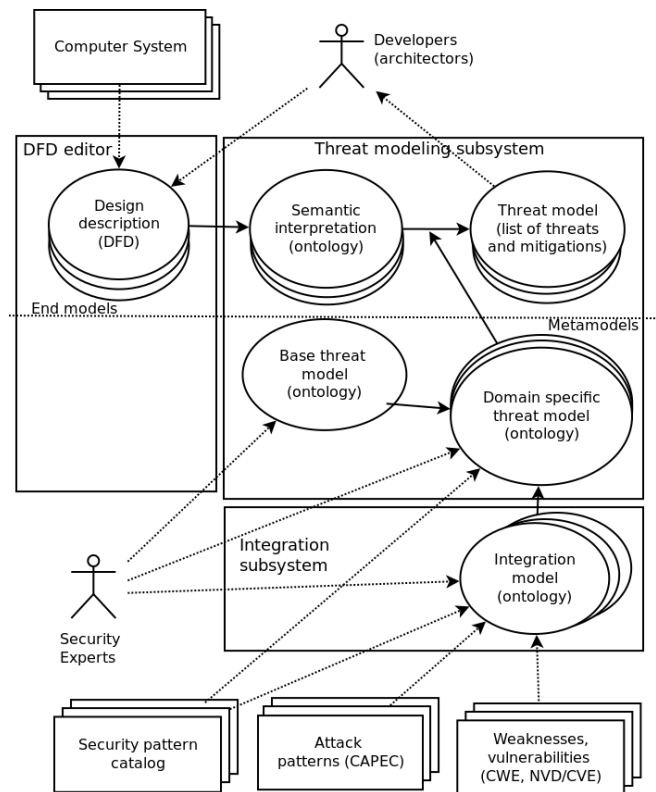 Computer System
Developers
(architectors)
DFD editor
Threat modeling subsystem
Design
description
(DFD)
Semantic
interpretation
(ontology)
Threat model
(list of threats
and mitigations)
End models
Metamodels
Base threat
model
(ontology)
Domain specific
threat model
(ontology)
Integration
subsystem
Integration
model
(ontology)
Security
Experts
Security pattern
catalog
Attack
patterns (CAPEC)
Weaknesses,
vulnerabilities
(CWE, NVD/CVE)